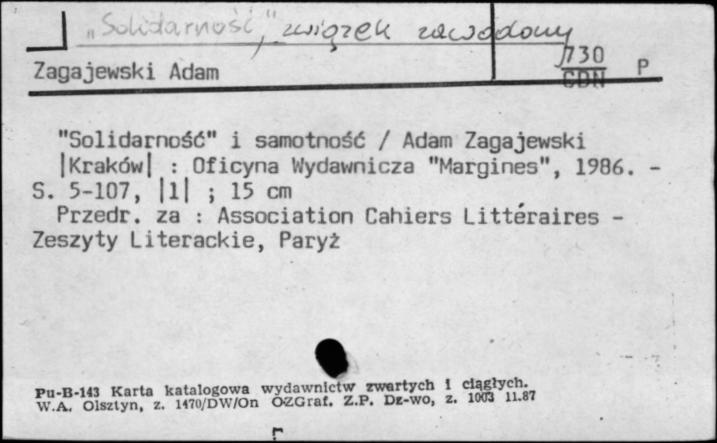 „Solidarność”, związek zawodowy
730
GDN
P
Zagajewski Adam
"Solidarność" i samotność / Adam Zagajewski
|Kraków| : Oficyna Wydawnicza "Margines", 1986. -
S. 5-107, |1| ; 15 cm
Przedr. za : Association Cahiers Littéraires -
Zeszyty Literackie, Paryż
Pu-B-143 Karta katalogowa wydawnictw zwartych i ciągłych.
W.A. Olsztyn, z. 1470/DW/On OZGraf. Z.P. Dz-wo, z. 1003 11.87